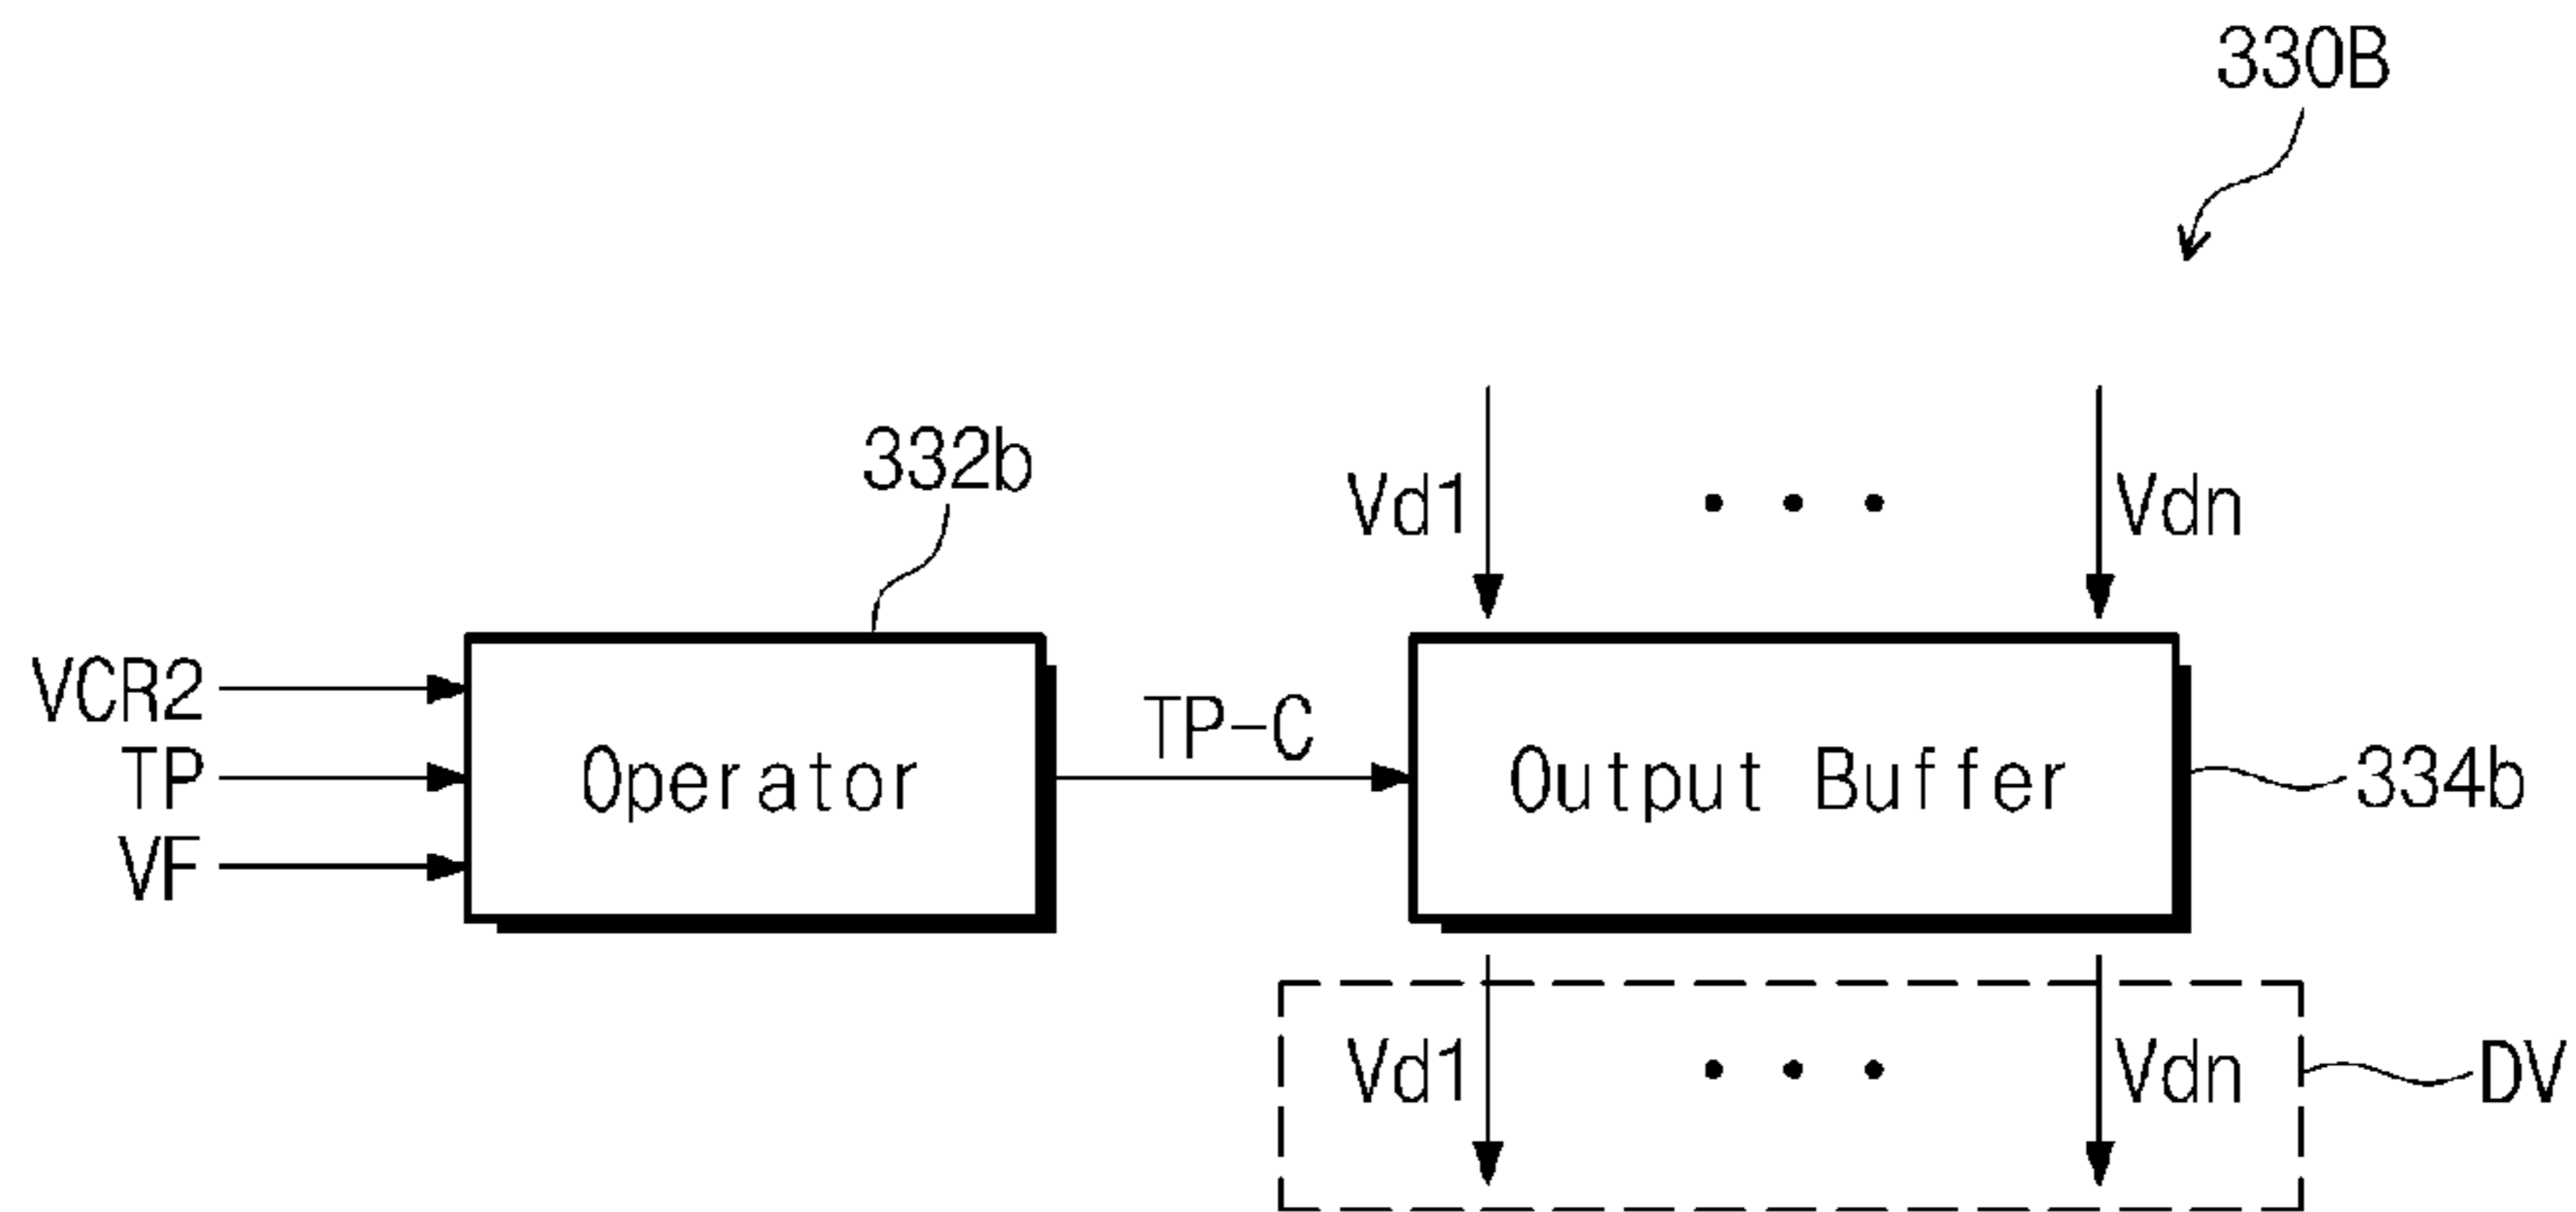 330B
332b
Vd1 • • • Vdn
VCR2
TP
VF
Operator
TP-C
Output Buffer
334b
Vd1 • • • Vdn
DV